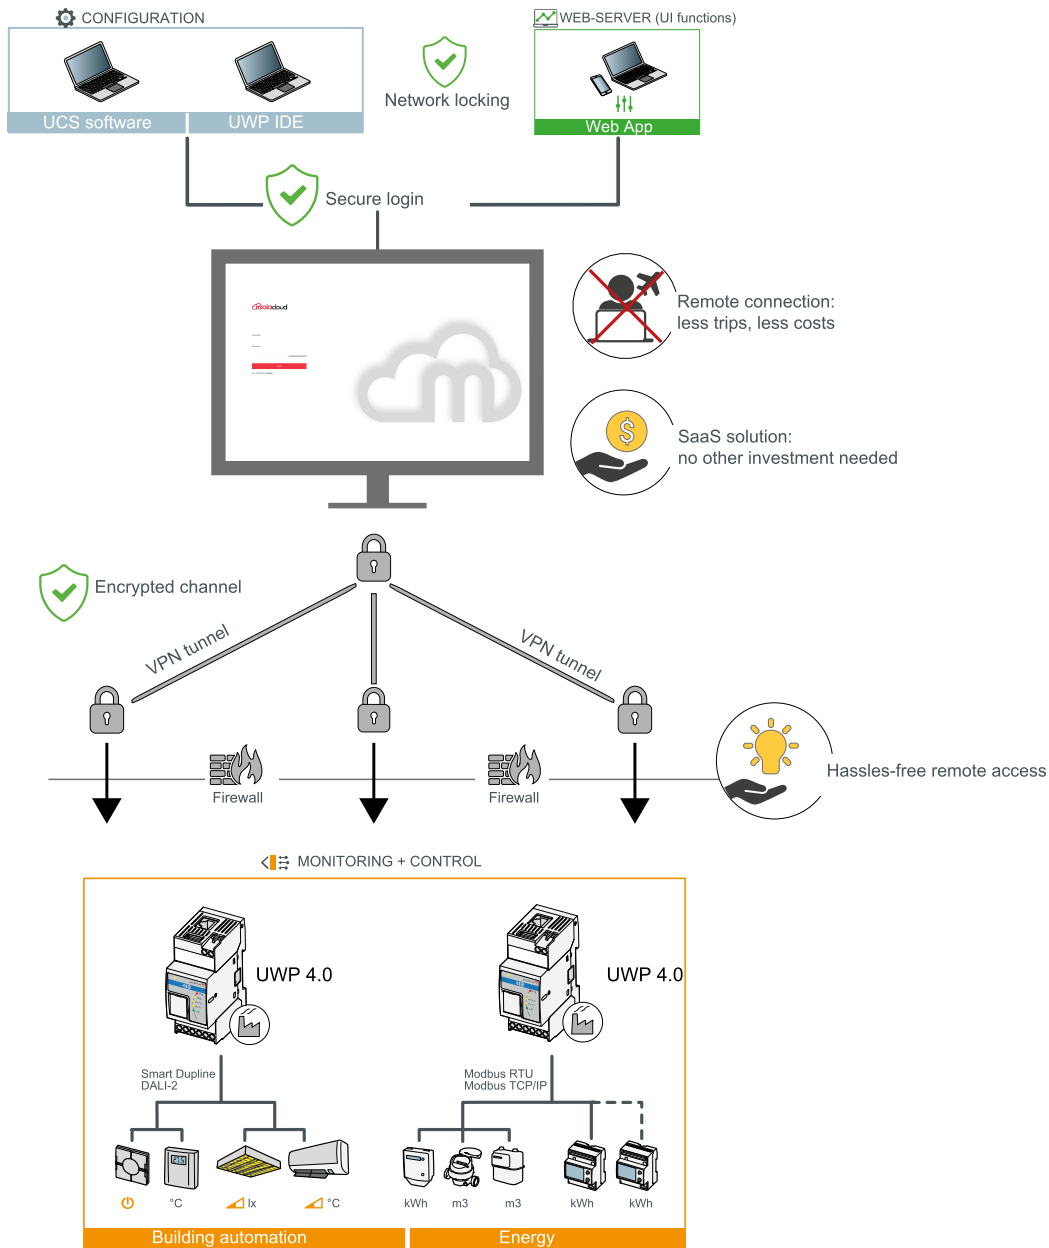 CONFIGURATION
WEB-SERVER (UI functions)
Network locking
UCS software
UWP IDE
Web App
Secure login
maiacloud
Remote connection:
less trips, less costs
SaaS solution:
no other investment needed
Encrypted channel
VPN tunnel
VPN tunnel
Firewall
Firewall
Hassles-free remote access
MONITORING + CONTROL
UWP 4.0
UWP 4.0
Smart Dupline
DALI-2
Modbus RTU
Modbus TCP/IP
°C
lx
°C
kWh
m3
m3
kWh
kWh
Building automation
Energy